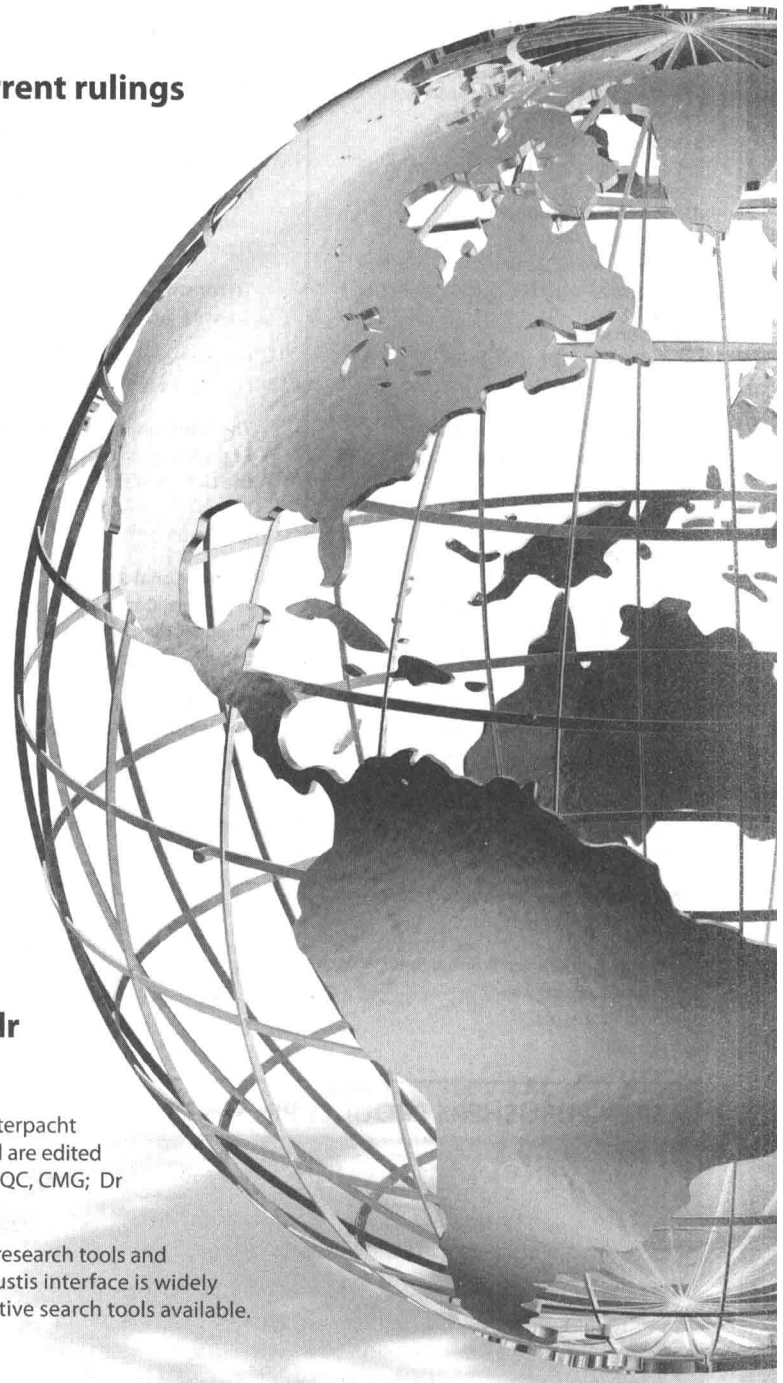 rent rulings
lr
terpacht
l are edited
QC, CMG; Dr
research tools and
ustis interface is widely
tive search tools available.